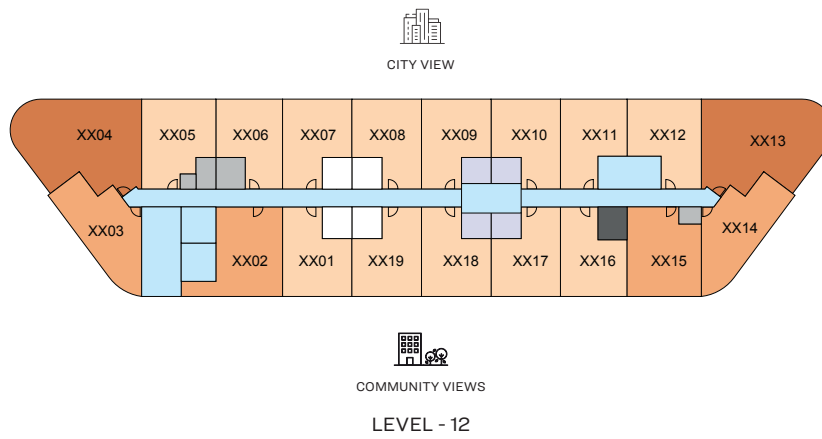 CITY VIEW
XX04
XX05
XX06
XX07
XX08
XX09
XX10
XX11
XX12
XX13
XX03
XX02
XX01
XX19
XX18
XX17
XX16
XX15
XX14
COMMUNITY VIEWS
LEVEL - 12